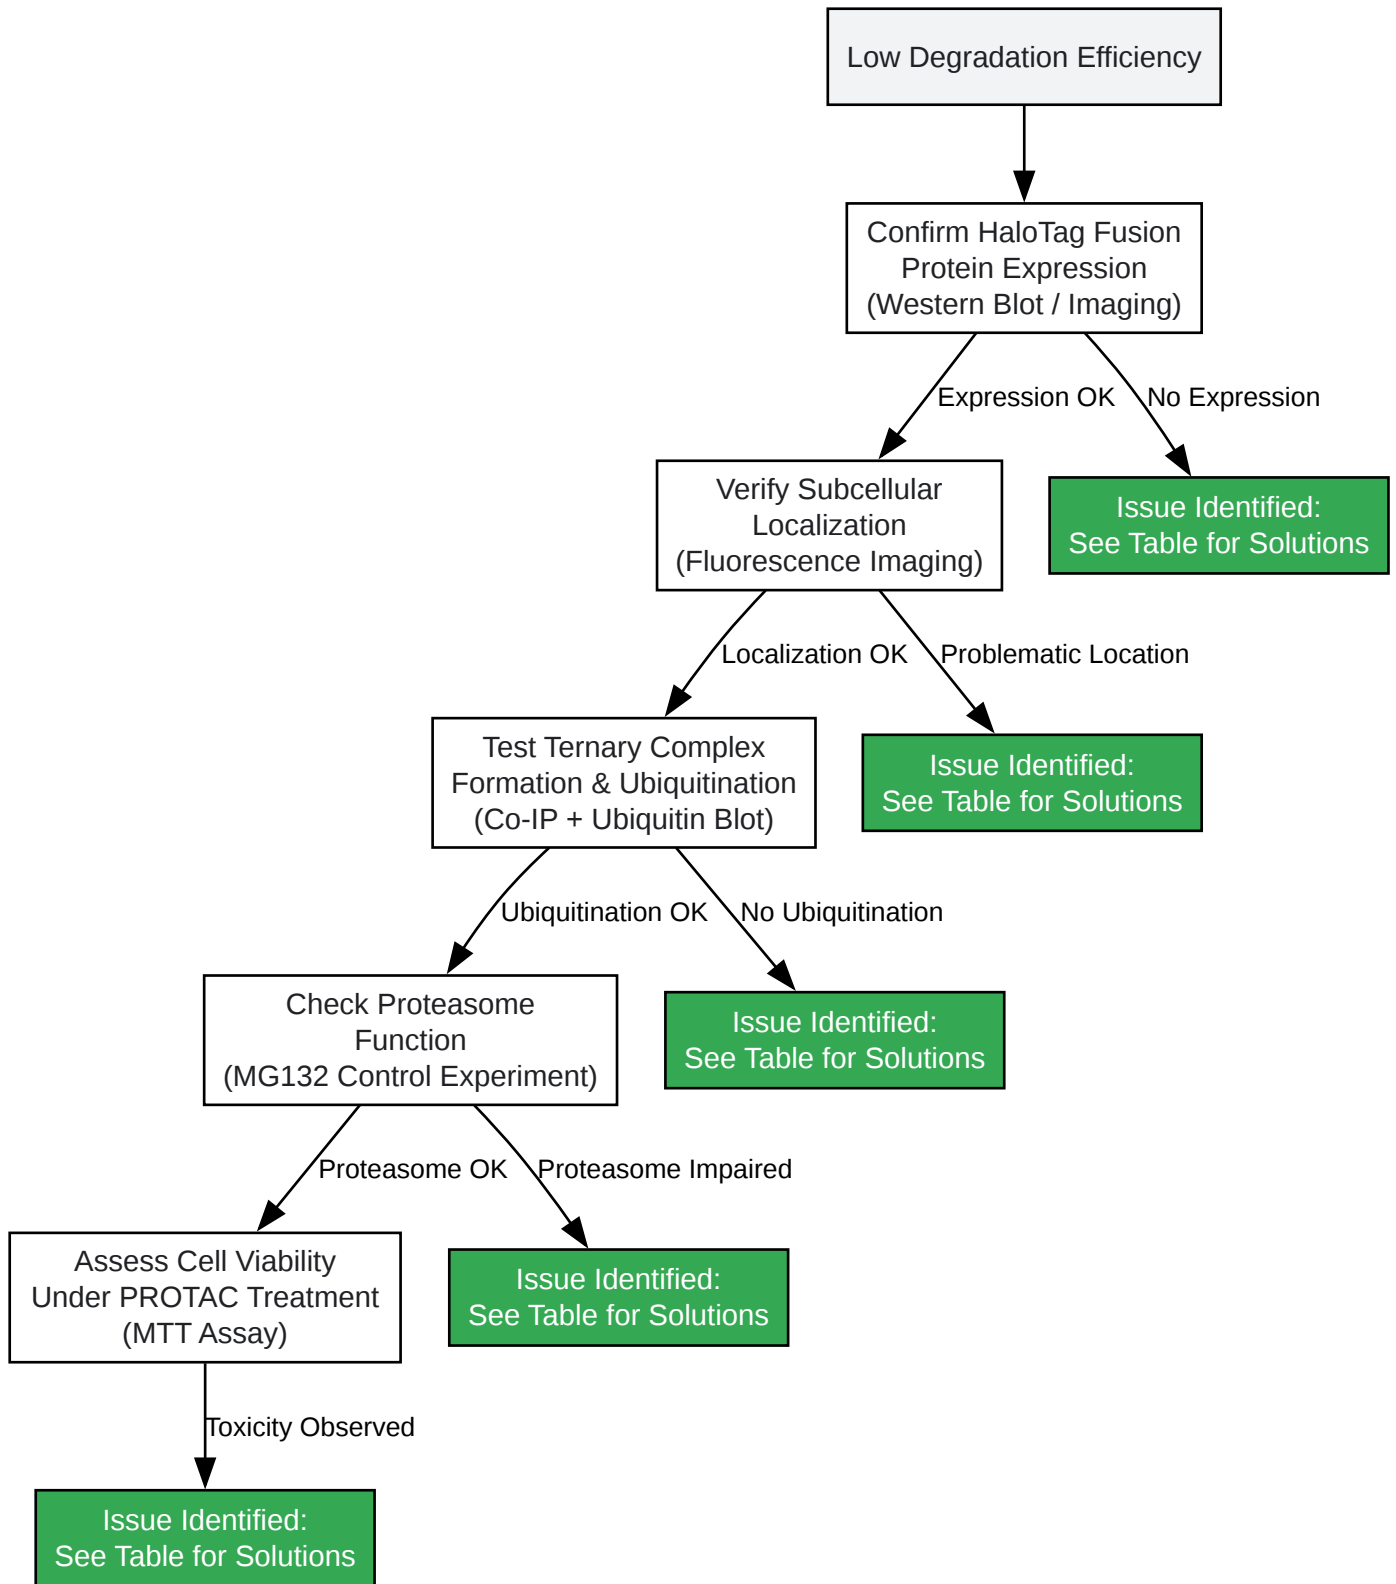 Low Degradation Efficiency
Confirm HaloTag Fusion
Protein Expression
(Western Blot / Imaging)
Expression OK
No Expression
Verify Subcellular
Localization
(Fluorescence Imaging)
Issue Identified:
See Table for Solutions
Localization OK
Problematic Location
Test Ternary Complex
Formation & Ubiquitination
(Co-IP + Ubiquitin Blot)
Issue Identified:
See Table for Solutions
Ubiquitination OK
No Ubiquitination
Check Proteasome
Function
(MG132 Control Experiment)
Issue Identified:
See Table for Solutions
Proteasome OK
Proteasome Impaired
Assess Cell Viability
Under PROTAC Treatment
(MTT Assay)
Issue Identified:
See Table for Solutions
Toxicity Observed
Issue Identified:
See Table for Solutions